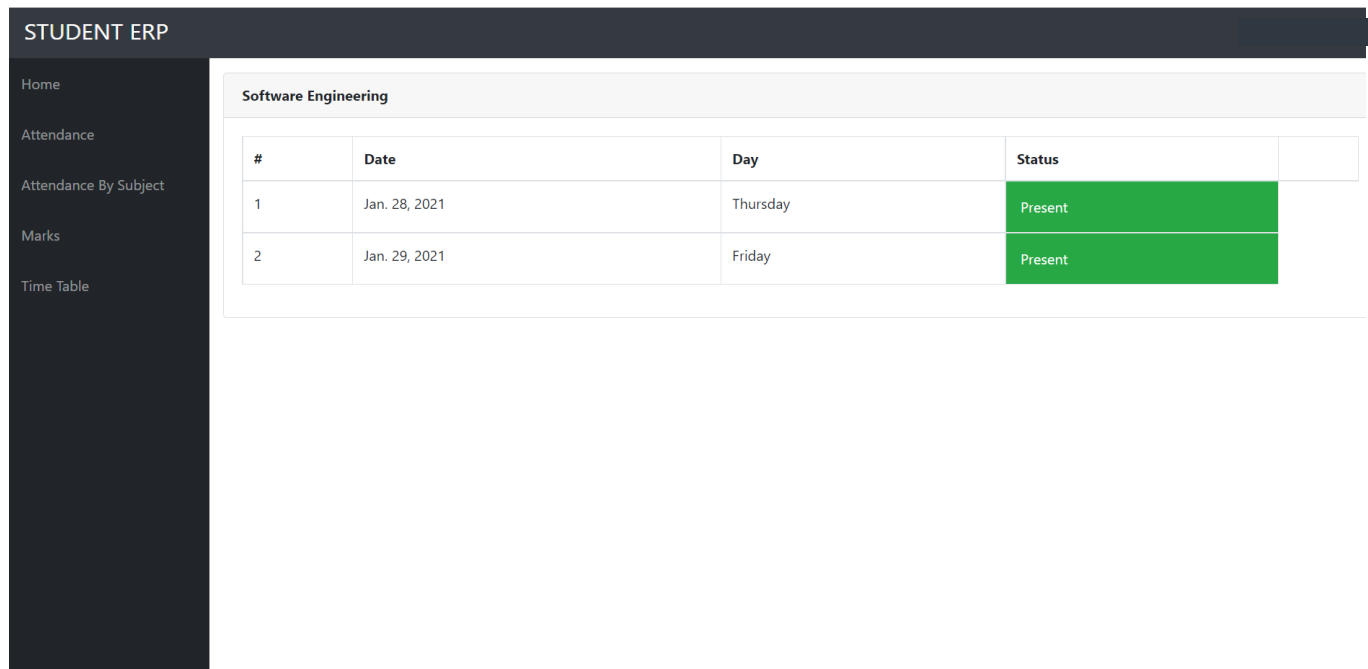 STUDENT ERP
Home
Attendance
Attendance By Subject
Marks
Time Table
Software Engineering
# Date Day Status
1 Jan. 28, 2021 Thursday Present
2 Jan. 29, 2021 Friday Present